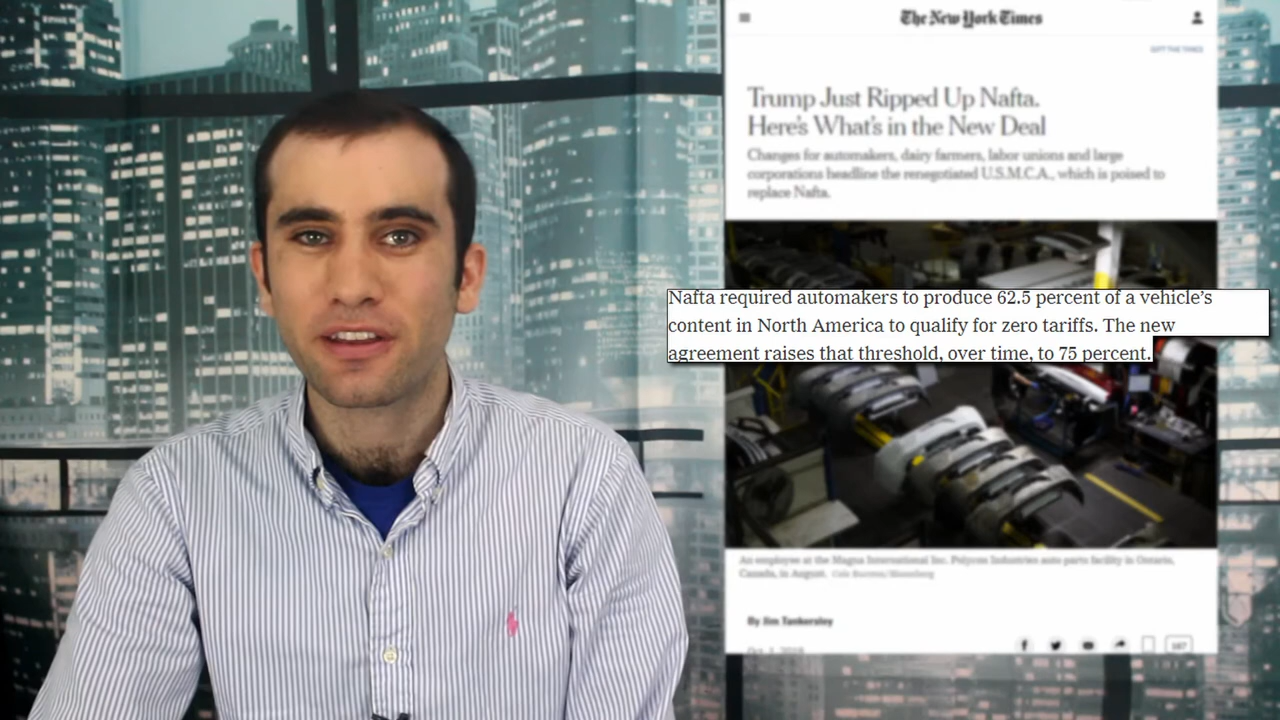 The New York Times
Trump Just Ripped Up Nafta.
Here's What's in the New Deal
Changes for automakers, dairy farmers, labor unions and large
corporations headline the renegotiated U.S.M.C.A., which is poised to
replace Nafta.
Nafta required automakers to produce 62.5 percent of a vehicle's
content in North America to qualify for zero tariffs. The new
agreement raises that threshold, over time, to 75 percent.
An employee at the Magna International Inc. Polycon Industries auto parts facility in Ontario,
Canada, in August.
By Jim Tankersley